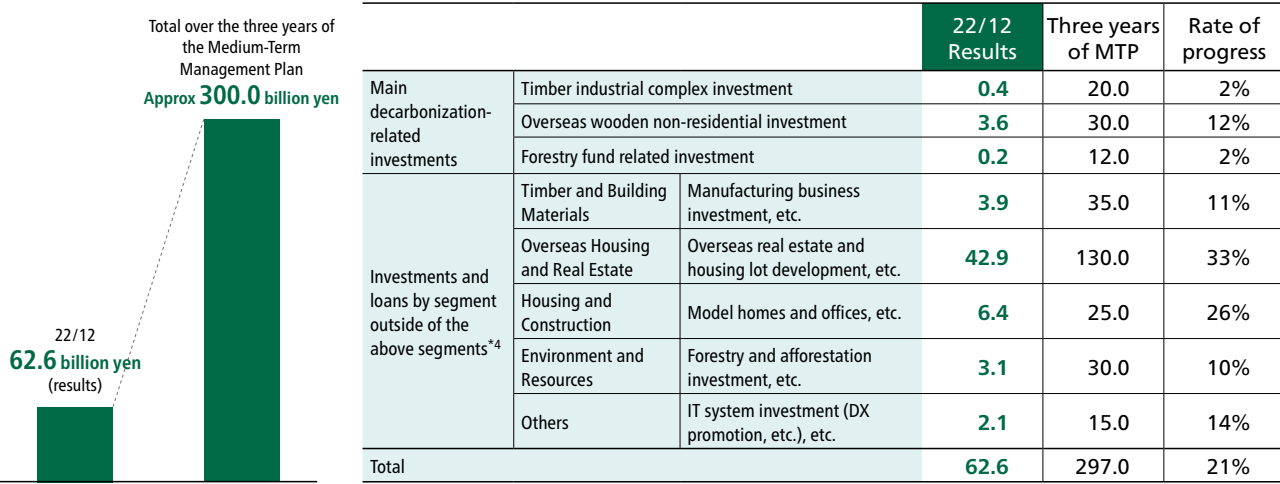 Total over the three years of
the Medium-Term
Management Plan
Approx 300.0 billion yen
22/12
62.6 billion yen
(results)
22/12
Results
Three years
of MTP
Rate of
progress
Main
decarbonization-
related
investments
Timber industrial complex investment
0.4
20.0
2%
Overseas wooden non-residential investment
3.6
30.0
12%
Forestry fund related investment
0.2
12.0
2%
Investments and
loans by segment
outside of the
above segments*4
Timber and Building
Materials
Manufacturing business
investment, etc.
3.9
35.0
11%
Overseas Housing
and Real Estate
Overseas real estate and
housing lot development, etc.
42.9
130.0
33%
Housing and
Construction
Model homes and offices, etc.
6.4
25.0
26%
Environment and
Resources
Forestry and afforestation
investment, etc.
3.1
30.0
10%
Others
IT system investment (DX
promotion, etc.), etc.
2.1
15.0
14%
Total
62.6
297.0
21%